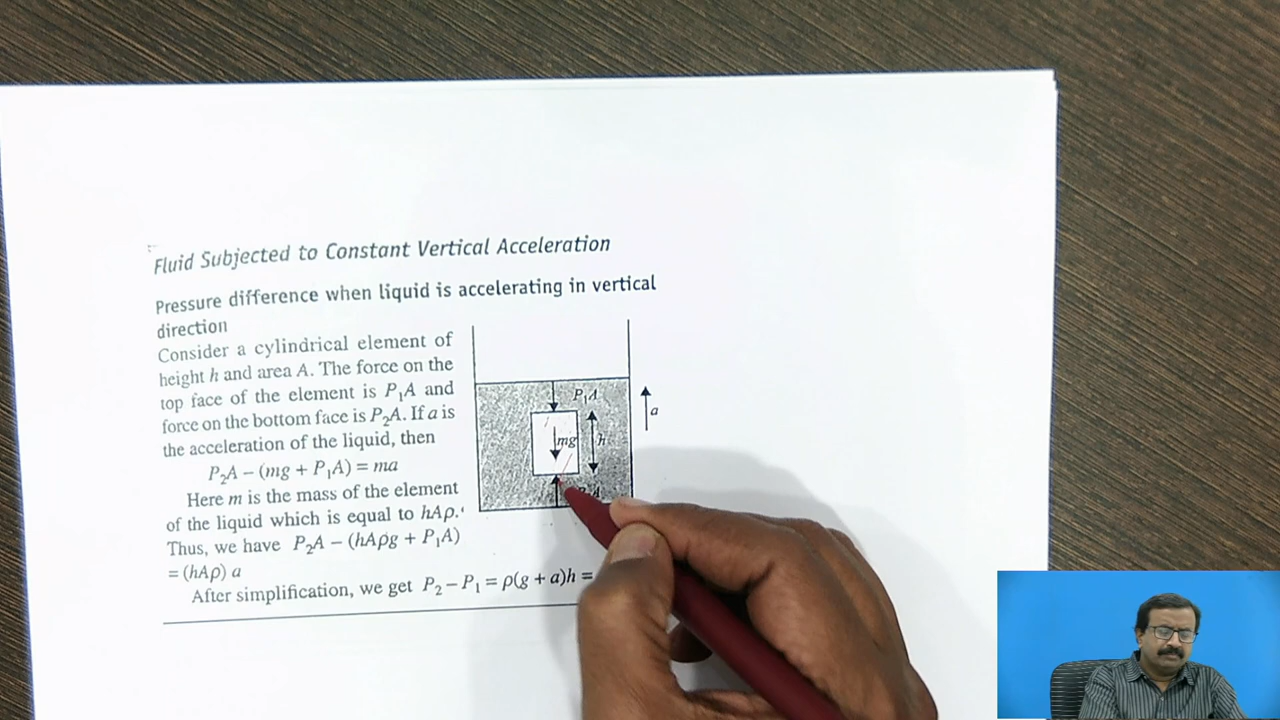 Fluid Subjected to Constant Vertical Acceleration
Pressure difference when liquid is accelerating in vertical
direction
Consider a cylindrical element of
height h and area A. The force on the
top face of the element is P₁A and
force on the bottom face is P₂A. If a is
the acceleration of the liquid, then
P₂A – (mg + P₁A) = ma
Here m is the mass of the element
of the liquid which is equal to hAρ.
Thus, we have P₂A – (hAρg + P₁A)
= (hAρ) a
After simplification, we get P₂ – P₁ = ρ(g + a)h =
P₁A
a
mg
h